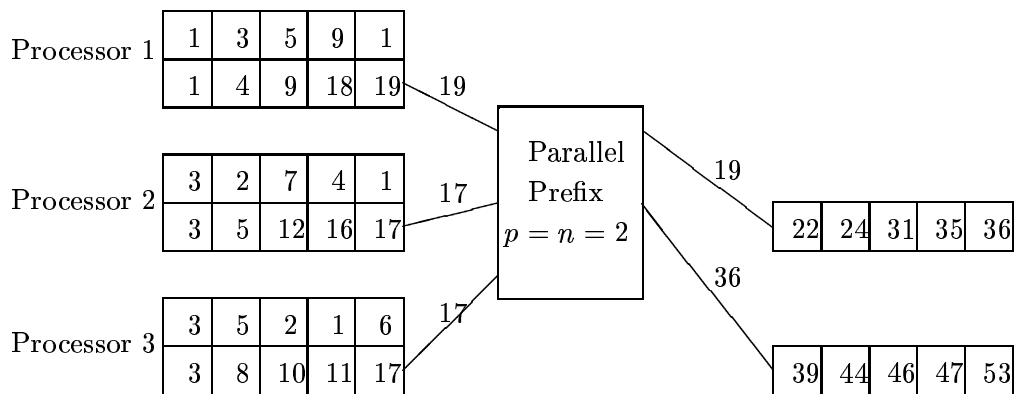 Processor 1
1 3 5 9 1
1 4 9 18 19
19
Processor 2
3 2 7 4 1
3 5 12 16 17
17
Processor 3
3 5 2 1 6
3 8 10 11 17
17
Parallel
Prefix
p = n = 2
19
22 24 31 35 36
36
39 44 46 47 53